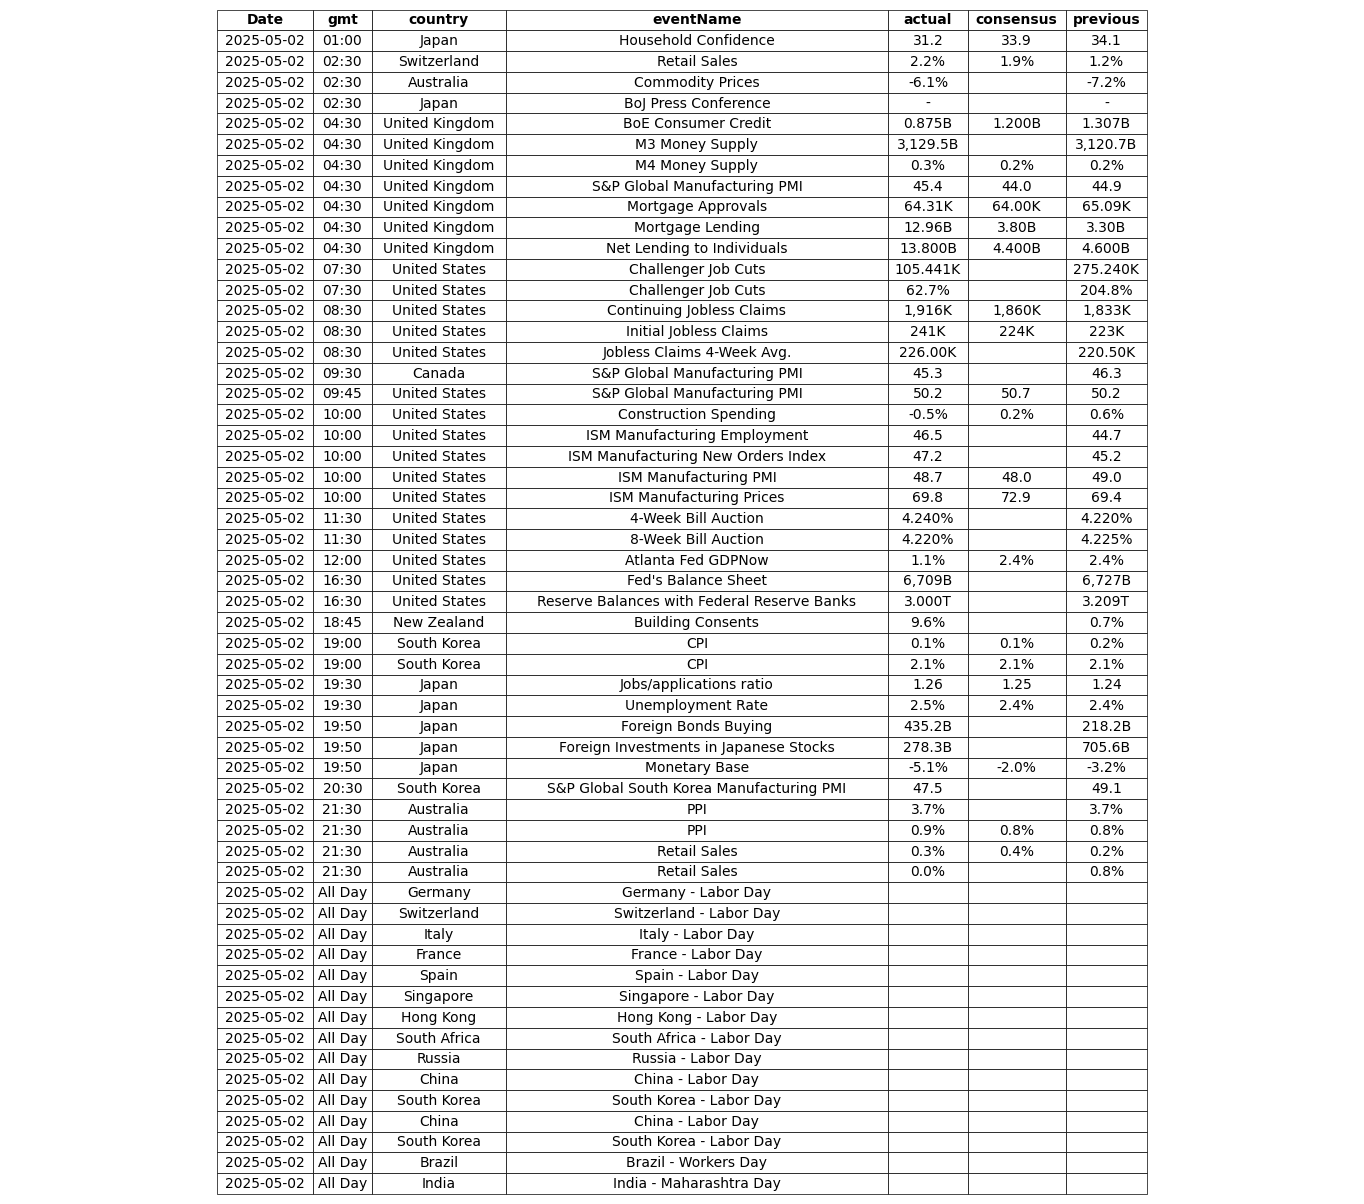 Date gmt country eventName actual consensus previous
2025-05-02 01:00 Japan Household Confidence 31.2 33.9 34.1
2025-05-02 02:30 Switzerland Retail Sales 2.2% 1.9% 1.2%
2025-05-02 02:30 Australia Commodity Prices -6.1% -7.2%
2025-05-02 02:30 Japan BoJ Press Conference - -
2025-05-02 04:30 United Kingdom BoE Consumer Credit 0.875B 1.200B 1.307B
2025-05-02 04:30 United Kingdom M3 Money Supply 3,129.5B 3,120.7B
2025-05-02 04:30 United Kingdom M4 Money Supply 0.3% 0.2% 0.2%
2025-05-02 04:30 United Kingdom S&P Global Manufacturing PMI 45.4 44.0 44.9
2025-05-02 04:30 United Kingdom Mortgage Approvals 64.31K 64.00K 65.09K
2025-05-02 04:30 United Kingdom Mortgage Lending 12.96B 3.80B 3.30B
2025-05-02 04:30 United Kingdom Net Lending to Individuals 13.800B 4.400B 4.600B
2025-05-02 07:30 United States Challenger Job Cuts 105.441K 275.240K
2025-05-02 07:30 United States Challenger Job Cuts 62.7% 204.8%
2025-05-02 08:30 United States Continuing Jobless Claims 1,916K 1,860K 1,833K
2025-05-02 08:30 United States Initial Jobless Claims 241K 224K 223K
2025-05-02 08:30 United States Jobless Claims 4-Week Avg. 226.00K 220.50K
2025-05-02 09:30 Canada S&P Global Manufacturing PMI 45.3 46.3
2025-05-02 09:45 United States S&P Global Manufacturing PMI 50.2 50.7 50.2
2025-05-02 10:00 United States Construction Spending -0.5% 0.2% 0.6%
2025-05-02 10:00 United States ISM Manufacturing Employment 46.5 44.7
2025-05-02 10:00 United States ISM Manufacturing New Orders Index 47.2 45.2
2025-05-02 10:00 United States ISM Manufacturing PMI 48.7 48.0 49.0
2025-05-02 10:00 United States ISM Manufacturing Prices 69.8 72.9 69.4
2025-05-02 11:30 United States 4-Week Bill Auction 4.240% 4.220%
2025-05-02 11:30 United States 8-Week Bill Auction 4.220% 4.225%
2025-05-02 12:00 United States Atlanta Fed GDPNow 1.1% 2.4% 2.4%
2025-05-02 16:30 United States Fed's Balance Sheet 6,709B 6,727B
2025-05-02 16:30 United States Reserve Balances with Federal Reserve Banks 3.000T 3.209T
2025-05-02 18:45 New Zealand Building Consents 9.6% 0.7%
2025-05-02 19:00 South Korea CPI 0.1% 0.1% 0.2%
2025-05-02 19:00 South Korea CPI 2.1% 2.1% 2.1%
2025-05-02 19:30 Japan Jobs/applications ratio 1.26 1.25 1.24
2025-05-02 19:30 Japan Unemployment Rate 2.5% 2.4% 2.4%
2025-05-02 19:50 Japan Foreign Bonds Buying 435.2B 218.2B
2025-05-02 19:50 Japan Foreign Investments in Japanese Stocks 278.3B 705.6B
2025-05-02 19:50 Japan Monetary Base -5.1% -2.0% -3.2%
2025-05-02 20:30 South Korea S&P Global South Korea Manufacturing PMI 47.5 49.1
2025-05-02 21:30 Australia PPI 3.7% 3.7%
2025-05-02 21:30 Australia PPI 0.9% 0.8% 0.8%
2025-05-02 21:30 Australia Retail Sales 0.3% 0.4% 0.2%
2025-05-02 21:30 Australia Retail Sales 0.0% 0.8%
2025-05-02 All Day Germany Germany - Labor Day
2025-05-02 All Day Switzerland Switzerland - Labor Day
2025-05-02 All Day Italy Italy - Labor Day
2025-05-02 All Day France France - Labor Day
2025-05-02 All Day Spain Spain - Labor Day
2025-05-02 All Day Singapore Singapore - Labor Day
2025-05-02 All Day Hong Kong Hong Kong - Labor Day
2025-05-02 All Day South Africa South Africa - Labor Day
2025-05-02 All Day Russia Russia - Labor Day
2025-05-02 All Day China China - Labor Day
2025-05-02 All Day South Korea South Korea - Labor Day
2025-05-02 All Day China China - Labor Day
2025-05-02 All Day South Korea South Korea - Labor Day
2025-05-02 All Day Brazil Brazil - Workers Day
2025-05-02 All Day India India - Maharashtra Day